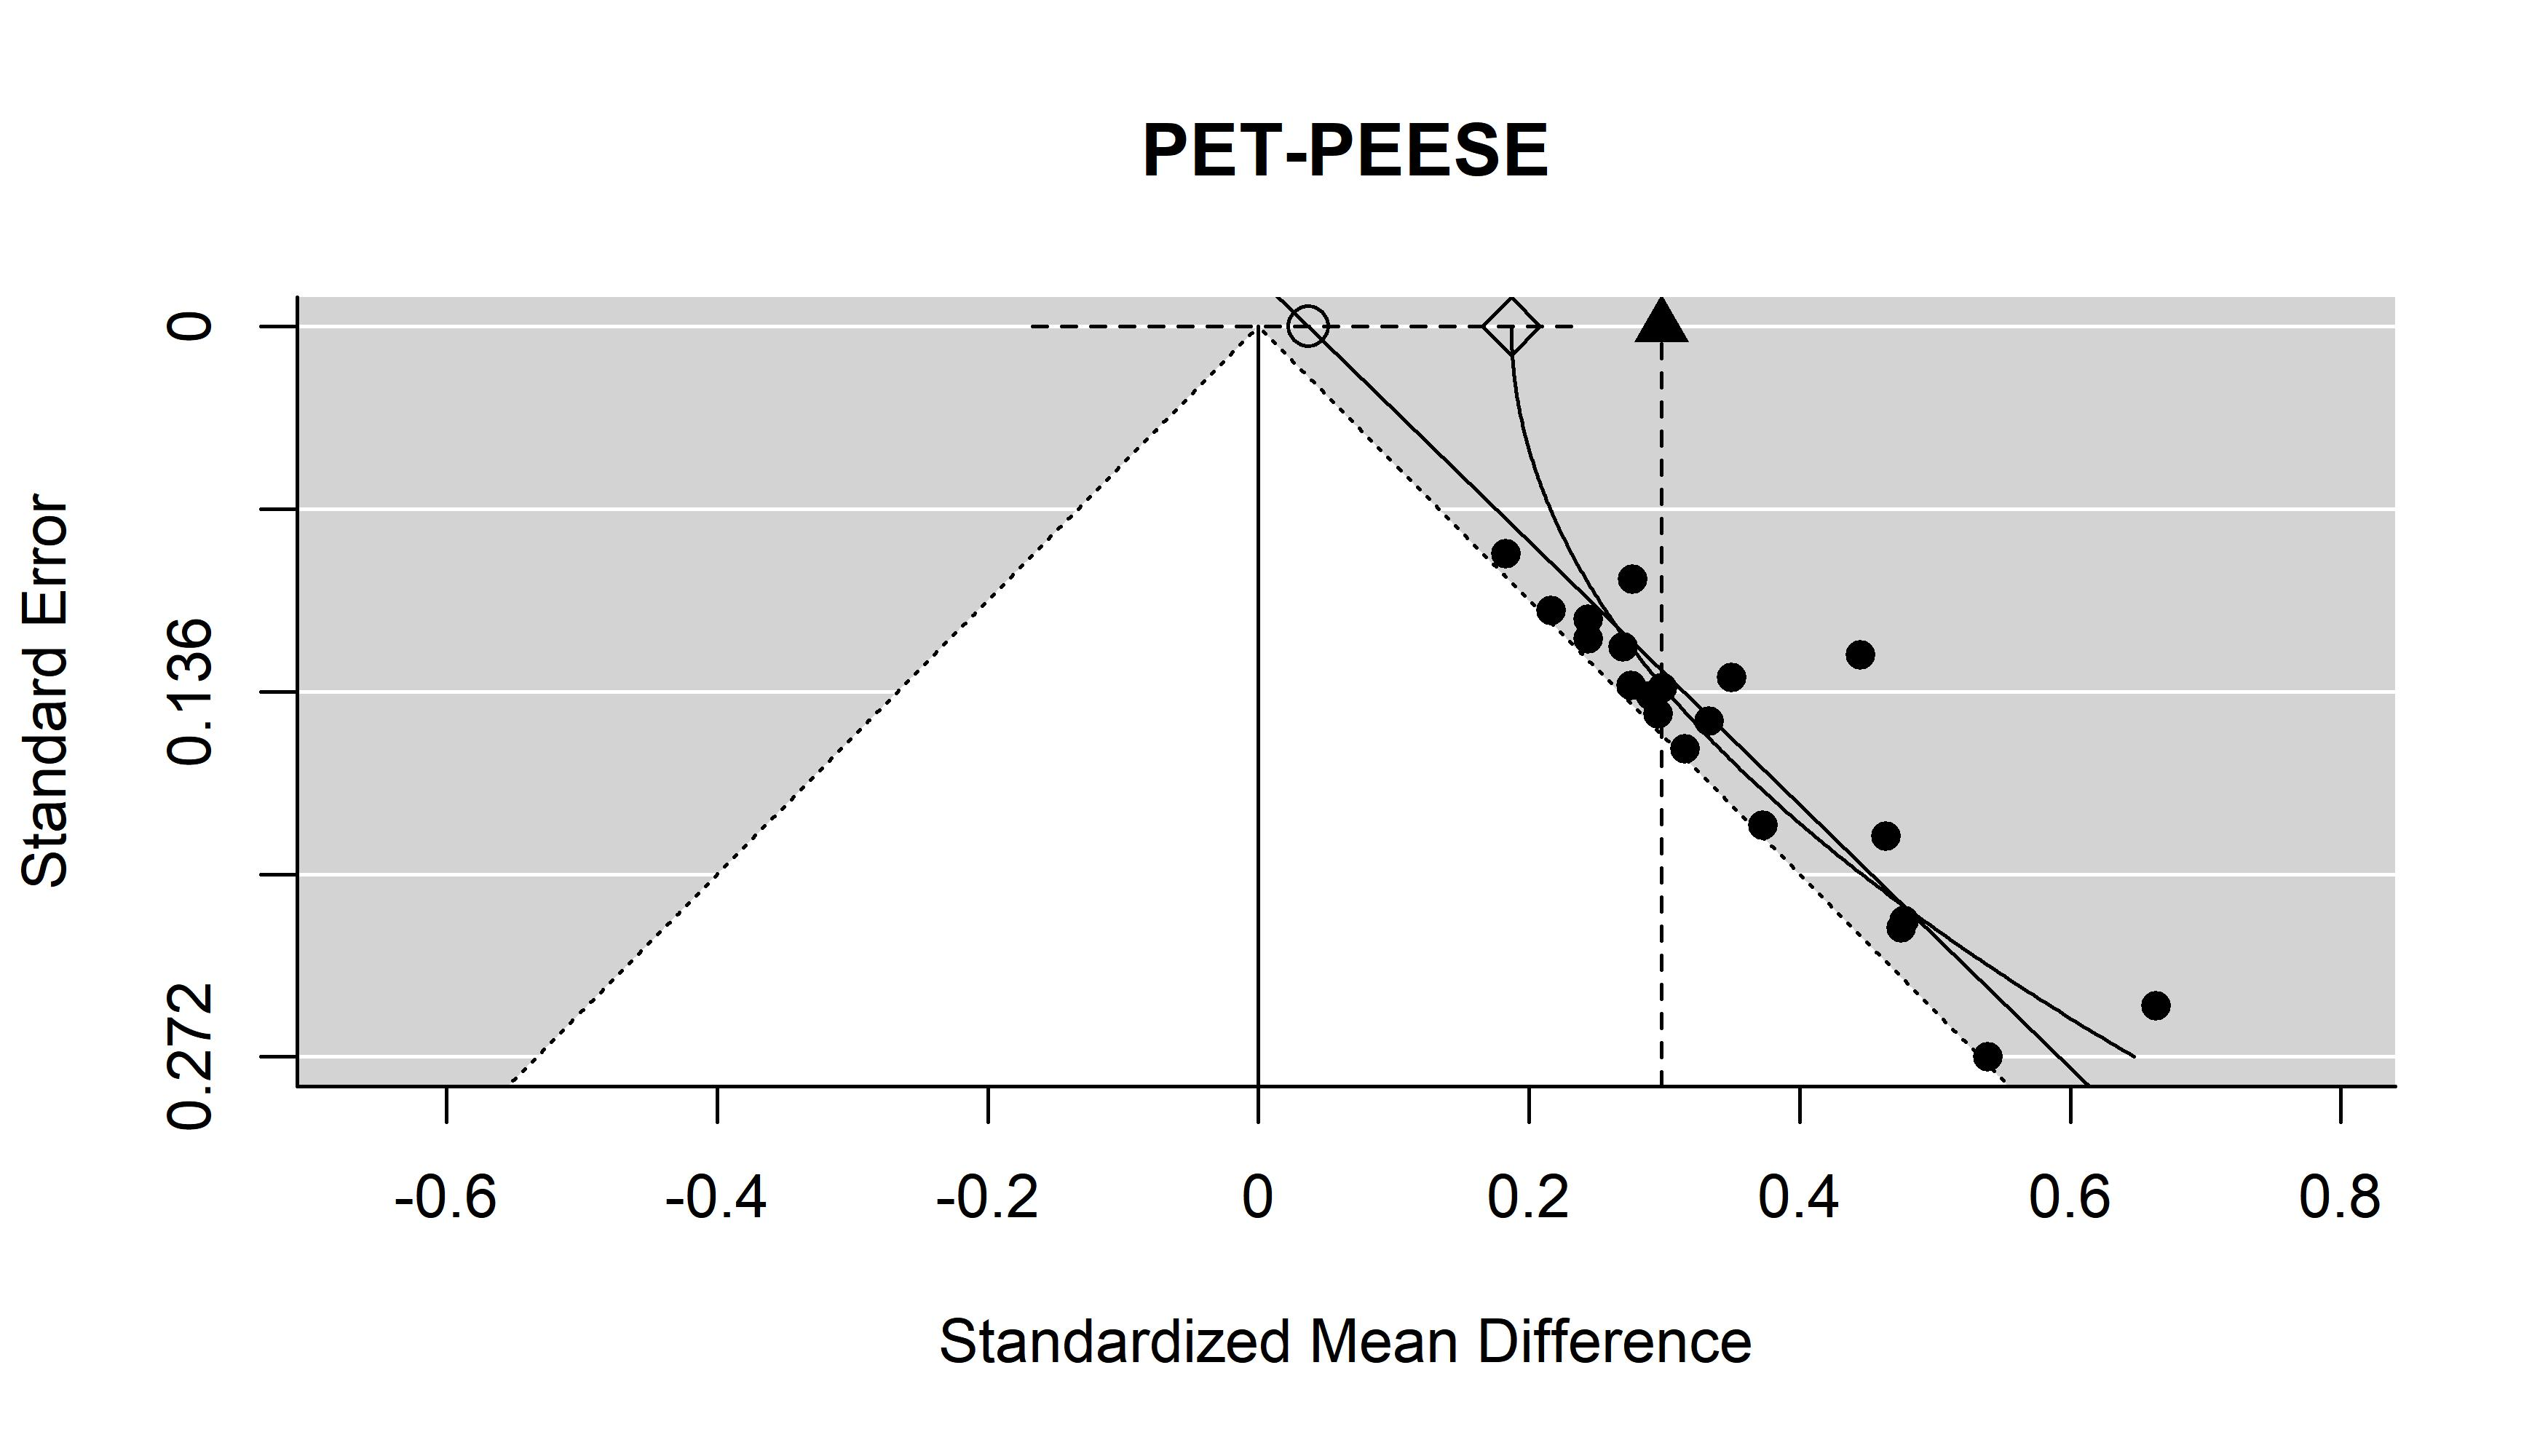 PET-PEESE
Standard Error
0
0.136
0.272
-0.6 -0.4 -0.2 0 0.2 0.4 0.6 0.8
Standardized Mean Difference